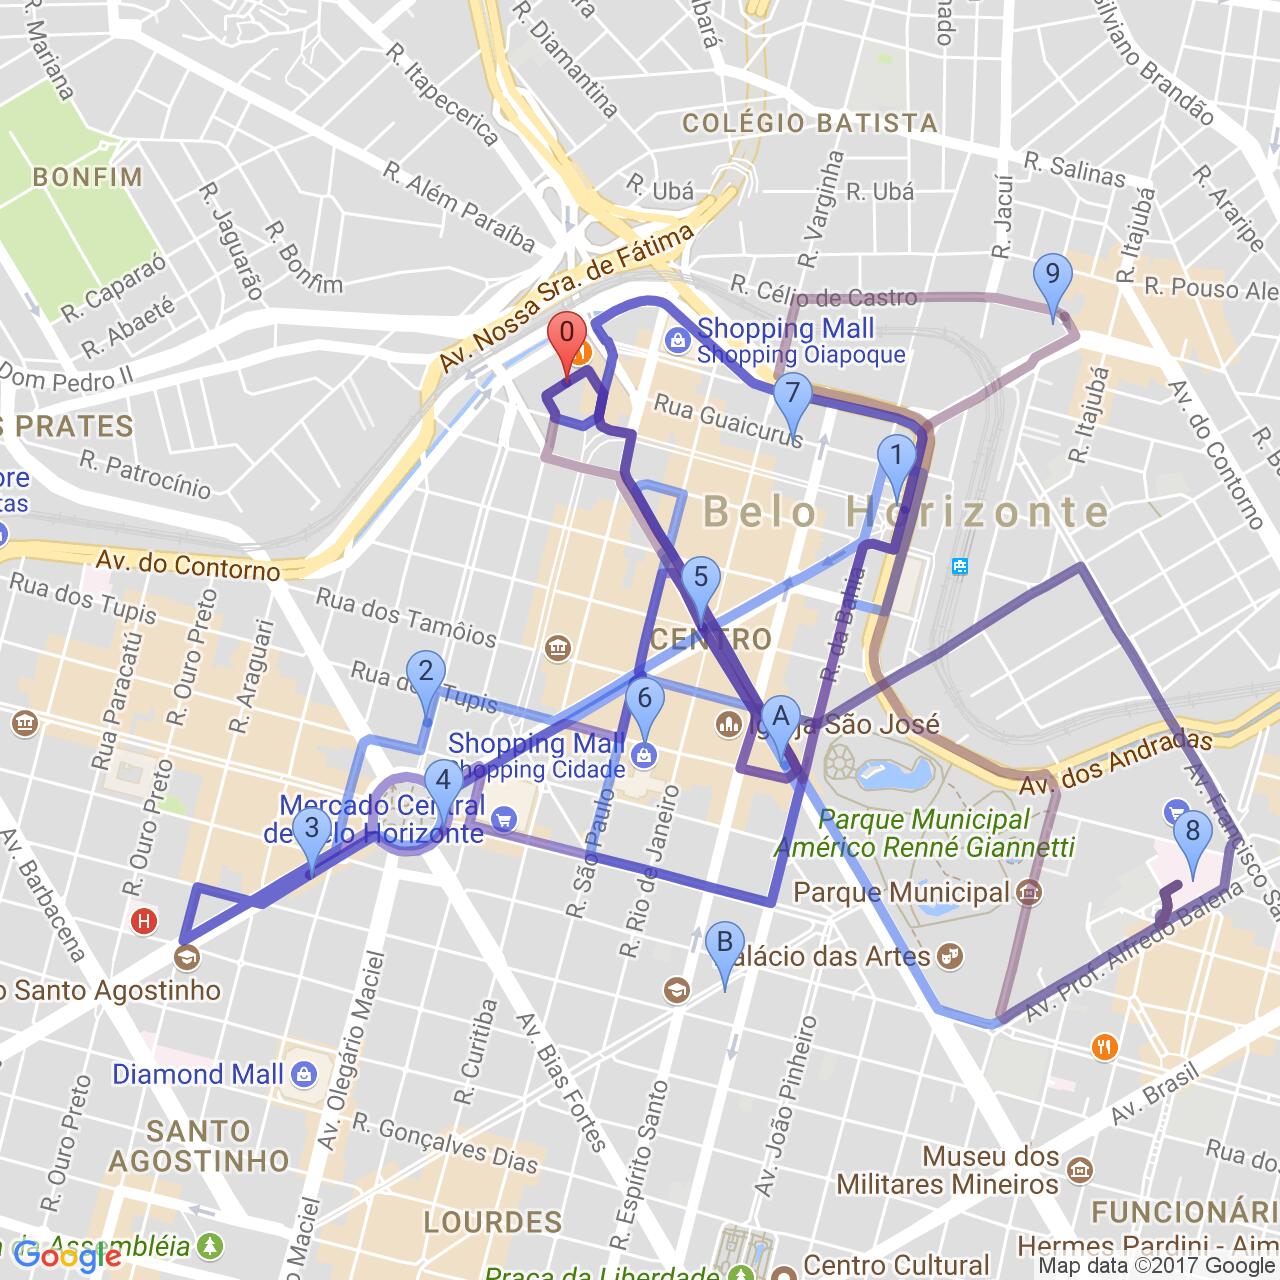 R. Mariana
R. Itapecerica
R. Diamantina
COLÉGIO BATISTA
Silviano Brandão
BONFIM
R. Além Paraíba
R. Ubá
R. Varginha
R. Ubá
R. Jacuí
R. Salinas
R. Araripe
R. Itajubá
R. Jaguarão
R. Bonfim
R. Caparaó
R. Abaeté
Av. Nossa Sra. de Fátima
R. Célio de Castro
R. Pouso Ale
9
0
Shopping Mall
Shopping Oiapoque
Dom Pedro II
7
Rua Guaicurus
R. Itajubá
Av. do Contorno
S PRATES
R. Patrocínio
1
Belo Horizonte
ore
tas
Av. do Contorno
Rua dos Tupis
R. Ouro Preto
Rua dos Tamôios
5
CENTRO
R. da Bahia
Rua Paracatú
R. Araguari
2
Rua dos Tupis
6
A
Igreja São José
Shopping Mall
Shopping Cidade
Av. dos Andradas
Av. Francisco Sa
4
Mercado Central
de Belo Horizonte
3
R. Ouro Preto
R. São Paulo
R. Rio de Janeiro
Parque Municipal
Américo Renné Giannetti
8
Parque Municipal
Av. Prof. Alfredo Balena
Av. Barbacena
H
B
Palácio das Artes
o Santo Agostinho
R. Olegário Maciel
Diamond Mall
R. Curitiba
Av. Bias Fortes
Av. João Pinheiro
Av. Brasil
R. Ouro Preto
Av. Olegário Maciel
R. Gonçalves Dias
R. Espírito Santo
SANTO
AGOSTINHO
Museu dos
Militares Mineiros
Rua do
LOURDES
FUNCIONÁRI
a da Assembléia
Google
Praça da Liberdade
Centro Cultural
Hermes Pardini - Aim
Map data ©2017 Google